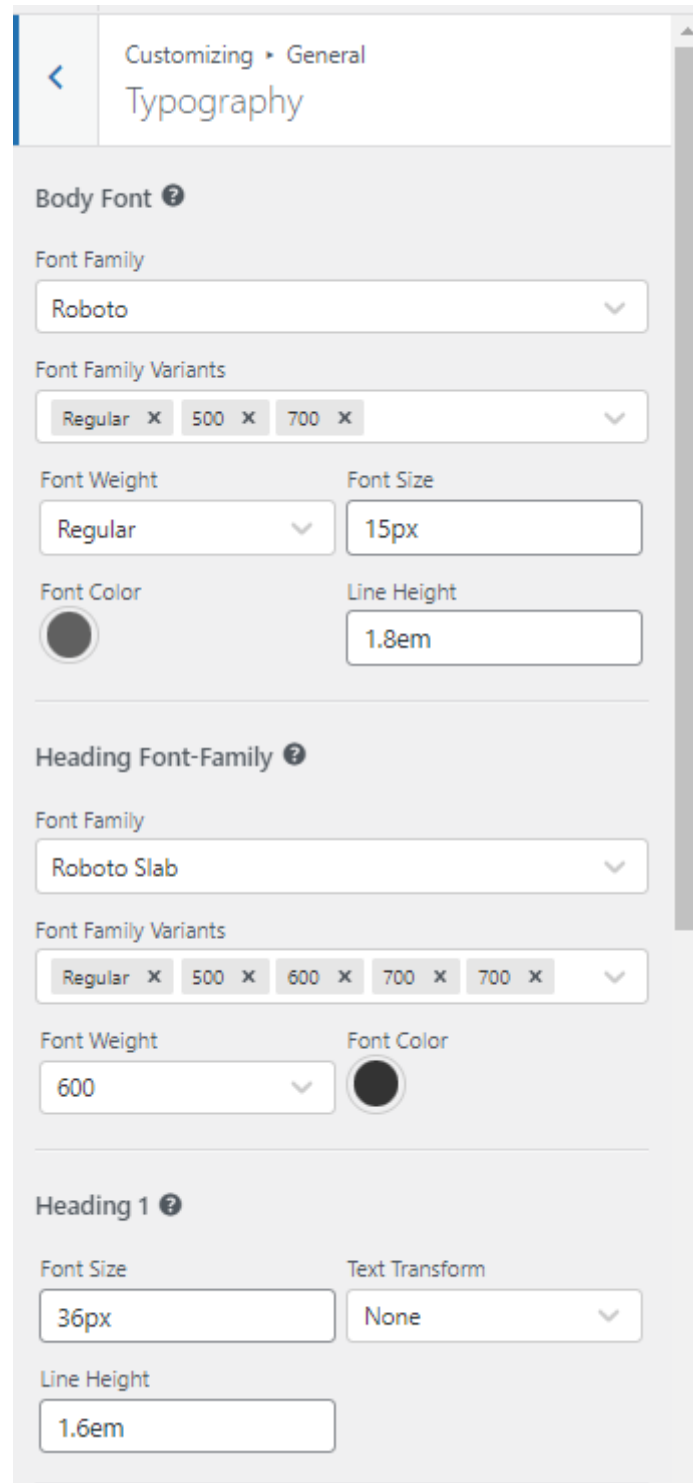 Customizing ▸ General
Typography
Body Font ?
Font Family
Roboto
Font Family Variants
Regular × 500 × 700 ×
Font Weight Font Size
Regular 15px
Font Color Line Height
1.8em
Heading Font-Family ?
Font Family
Roboto Slab
Font Family Variants
Regular × 500 × 600 × 700 × 700 ×
Font Weight Font Color
600
Heading 1 ?
Font Size Text Transform
36px None
Line Height
1.6em